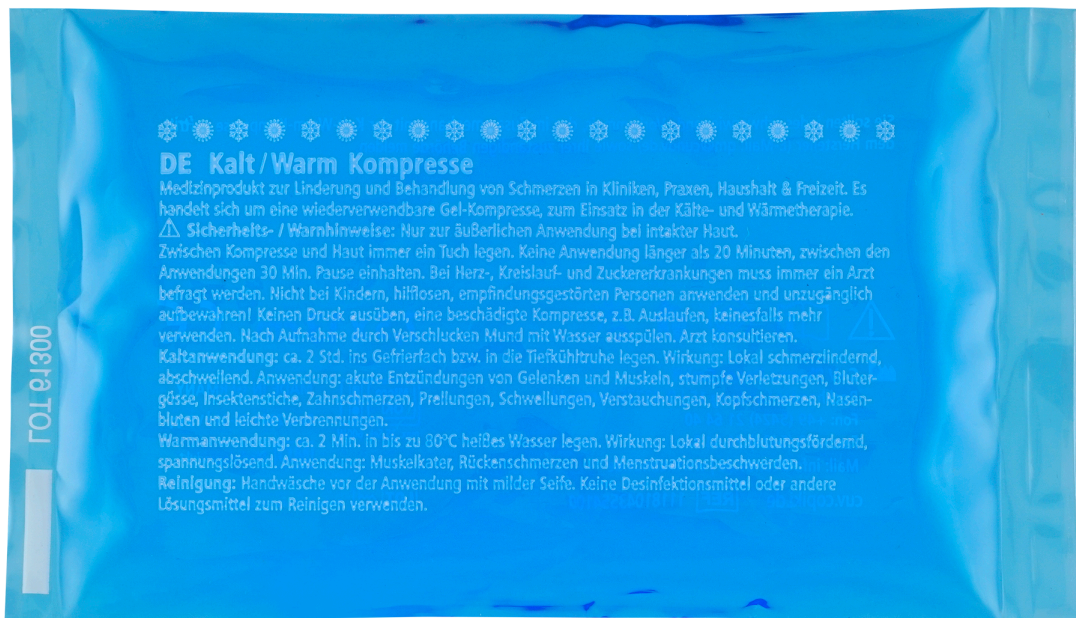 DE Kalt / Warm Kompresse
Medizinprodukt zur Linderung und Behandlung von Schmerzen in Kliniken, Praxen, Haushalt & Freizeit. Es
handelt sich um eine wiederverwendbare Gel-Kompresse, zum Einsatz in der Kälte- und Wärmetherapie.
⚠ Sicherheits- / Warnhinweise: Nur zur äußerlichen Anwendung bei intakter Haut.
Zwischen Kompresse und Haut immer ein Tuch legen. Keine Anwendung länger als 20 Minuten, zwischen den
Anwendungen 30 Min. Pause einhalten. Bei Herz-, Kreislauf- und Zuckererkrankungen muss immer ein Arzt
befragt werden. Nicht bei Kindern, hilflosen, empfindungsgestörten Personen anwenden und unzugänglich
aufbewahren! Keinen Druck ausüben, eine beschädigte Kompresse, z.B. Auslaufen, keinesfalls mehr
verwenden. Nach Aufnahme durch Verschlucken Mund mit Wasser ausspülen. Arzt konsultieren.
Kaltanwendung: ca. 2 Std. ins Gefrierfach bzw. in die Tiefkühltruhe legen. Wirkung: Lokal schmerzlindernd,
abschwellend. Anwendung: akute Entzündungen von Gelenken und Muskeln, stumpfe Verletzungen, Bluter-
güsse, Insektenstiche, Zahnschmerzen, Prellungen, Schwellungen, Verstauchungen, Kopfschmerzen, Nasen-
bluten und leichte Verbrennungen.
Warmanwendung: ca. 2 Min. in bis zu 80°C heißes Wasser legen. Wirkung: Lokal durchblutungsfördernd,
spannungslösend. Anwendung: Muskelkater, Rückenschmerzen und Menstruationsbeschwerden.
Reinigung: Handwäsche vor der Anwendung mit milder Seife. Keine Desinfektionsmittel oder andere
Lösungsmittel zum Reinigen verwenden.
LOT 61300